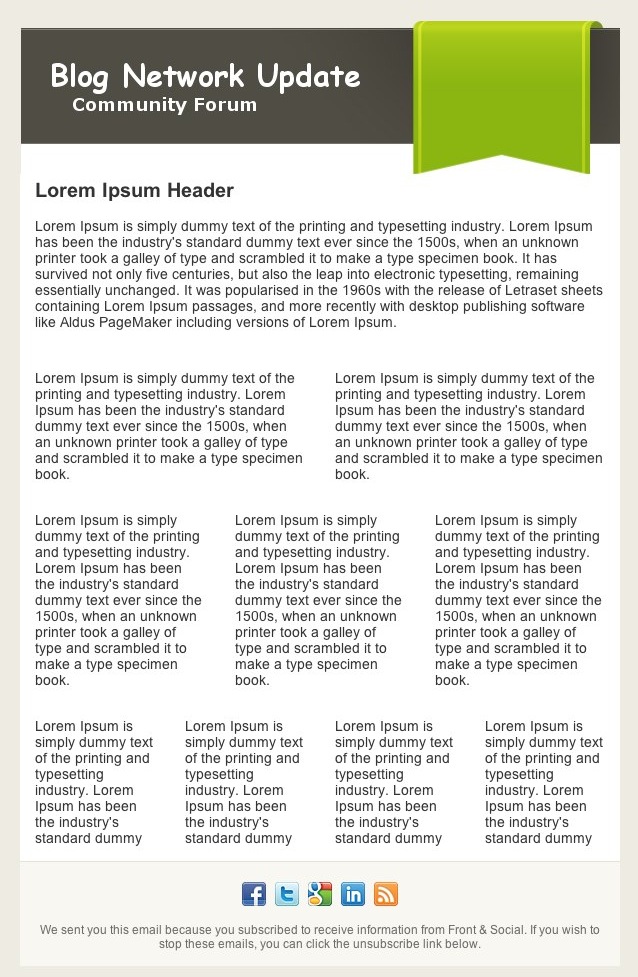 Blog Network Update
Community Forum
Lorem Ipsum Header
Lorem Ipsum is simply dummy text of the printing and typesetting industry. Lorem Ipsum
has been the industry's standard dummy text ever since the 1500s, when an unknown
printer took a galley of type and scrambled it to make a type specimen book. It has
survived not only five centuries, but also the leap into electronic typesetting, remaining
essentially unchanged. It was popularised in the 1960s with the release of Letraset sheets
containing Lorem Ipsum passages, and more recently with desktop publishing software
like Aldus PageMaker including versions of Lorem Ipsum.
Lorem Ipsum is simply dummy text of the
printing and typesetting industry. Lorem
Ipsum has been the industry's standard
dummy text ever since the 1500s, when
an unknown printer took a galley of type
and scrambled it to make a type specimen
book.
Lorem Ipsum is simply dummy text of the
printing and typesetting industry. Lorem
Ipsum has been the industry's standard
dummy text ever since the 1500s, when
an unknown printer took a galley of type
and scrambled it to make a type specimen
book.
Lorem Ipsum is simply
dummy text of the printing
and typesetting industry.
Lorem Ipsum has been
the industry's standard
dummy text ever since the
1500s, when an unknown
printer took a galley of
type and scrambled it to
make a type specimen
book.
Lorem Ipsum is simply
dummy text of the printing
and typesetting industry.
Lorem Ipsum has been
the industry's standard
dummy text ever since the
1500s, when an unknown
printer took a galley of
type and scrambled it to
make a type specimen
book.
Lorem Ipsum is simply
dummy text of the printing
and typesetting industry.
Lorem Ipsum has been
the industry's standard
dummy text ever since the
1500s, when an unknown
printer took a galley of
type and scrambled it to
make a type specimen
book.
Lorem Ipsum is
simply dummy text
of the printing and
typesetting
industry. Lorem
Ipsum has been
the industry's
standard dummy
Lorem Ipsum is
simply dummy text
of the printing and
typesetting
industry. Lorem
Ipsum has been
the industry's
standard dummy
Lorem Ipsum is
simply dummy text
of the printing and
typesetting
industry. Lorem
Ipsum has been
the industry's
standard dummy
Lorem Ipsum is
simply dummy text
of the printing and
typesetting
industry. Lorem
Ipsum has been
the industry's
standard dummy
f t g in
We sent you this email because you subscribed to receive information from Front & Social. If you wish to
stop these emails, you can click the unsubscribe link below.